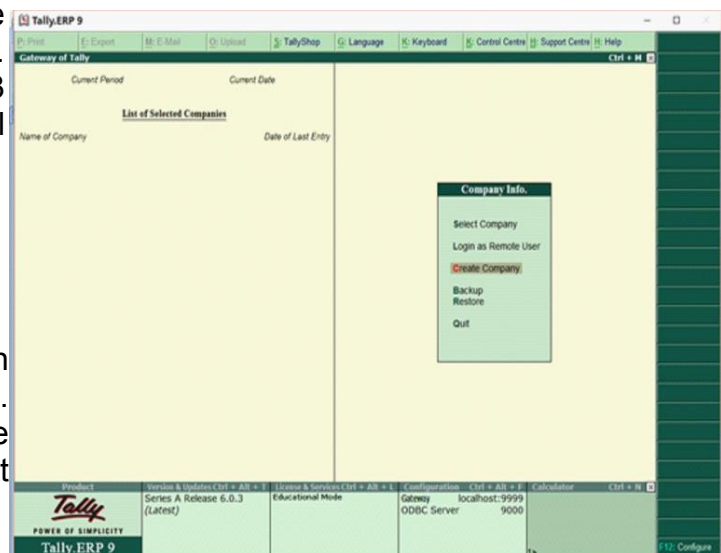 Tally.ERP 9
P: Print E: Export M: E-Mail O: Upload S: TallyShop G: Language K: Keyboard K: Control Centre H: Support Centre H: Help
Gateway of Tally Ctrl + M
Current Period Current Date
List of Selected Companies
Name of Company Date of Last Entry
Company Info.
Select Company
Login as Remote User
Create Company
Backup
Restore
Quit
Product Version & Updates Ctrl + Alt + T License & Services Ctrl + Alt + L Configuration Ctrl + Alt + F Calculator Ctrl + N
Tally
POWER OF SIMPLICITY
Tally.ERP 9
Series A Release 6.0.3
(Latest)
Educational Mode
Gateway localhost:9999
ODBC Server 9000
F12: Configure